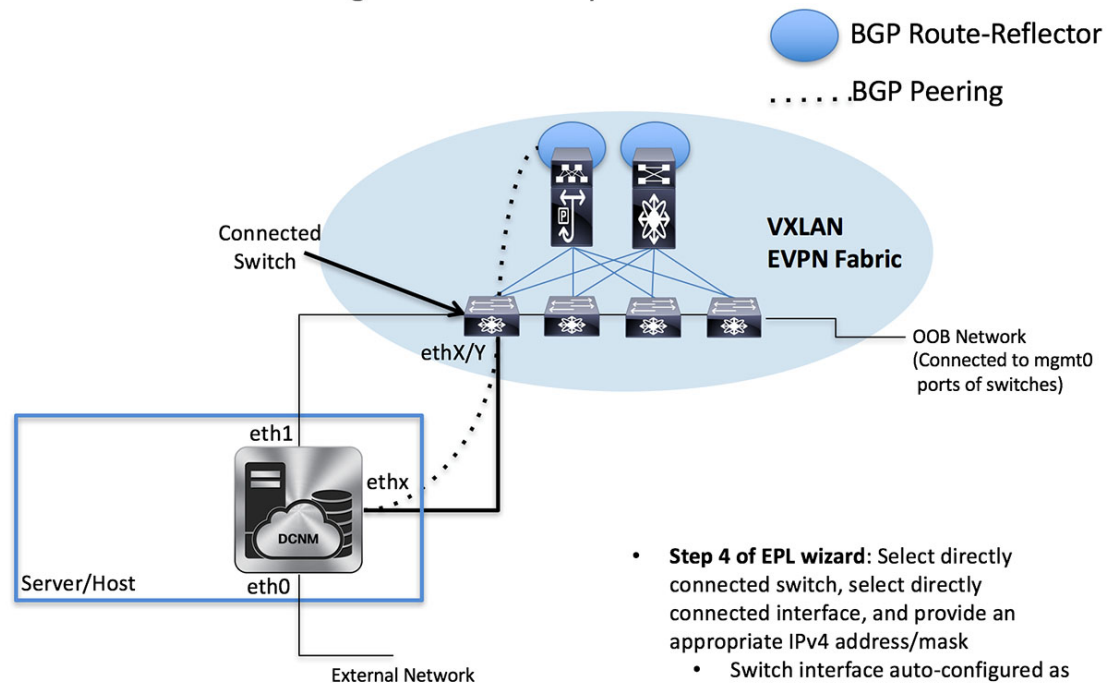 BGP Route-Reflector
BGP Peering
VXLAN
EVPN Fabric
Connected
Switch
P
ethX/Y
OOB Network
(Connected to mgmt0
ports of switches)
eth1
ethx
DCNM
Server/Host
eth0
External Network
• Step 4 of EPL wizard: Select directly
connected switch, select directly
connected interface, and provide an
appropriate IPv4 address/mask
• Switch interface auto-configured as